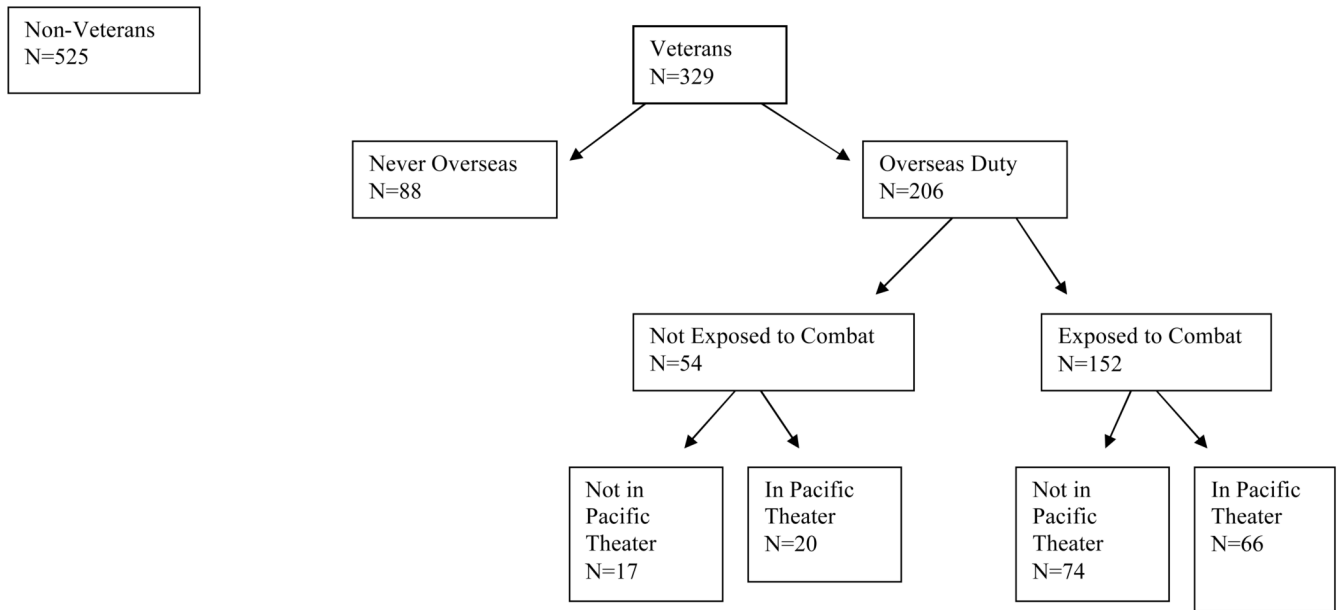 Non-Veterans
N=525
Veterans
N=329
Never Overseas
N=88
Overseas Duty
N=206
Not Exposed to Combat
N=54
Exposed to Combat
N=152
Not in
Pacific
Theater
N=17
In Pacific
Theater
N=20
Not in
Pacific
Theater
N=74
In Pacific
Theater
N=66